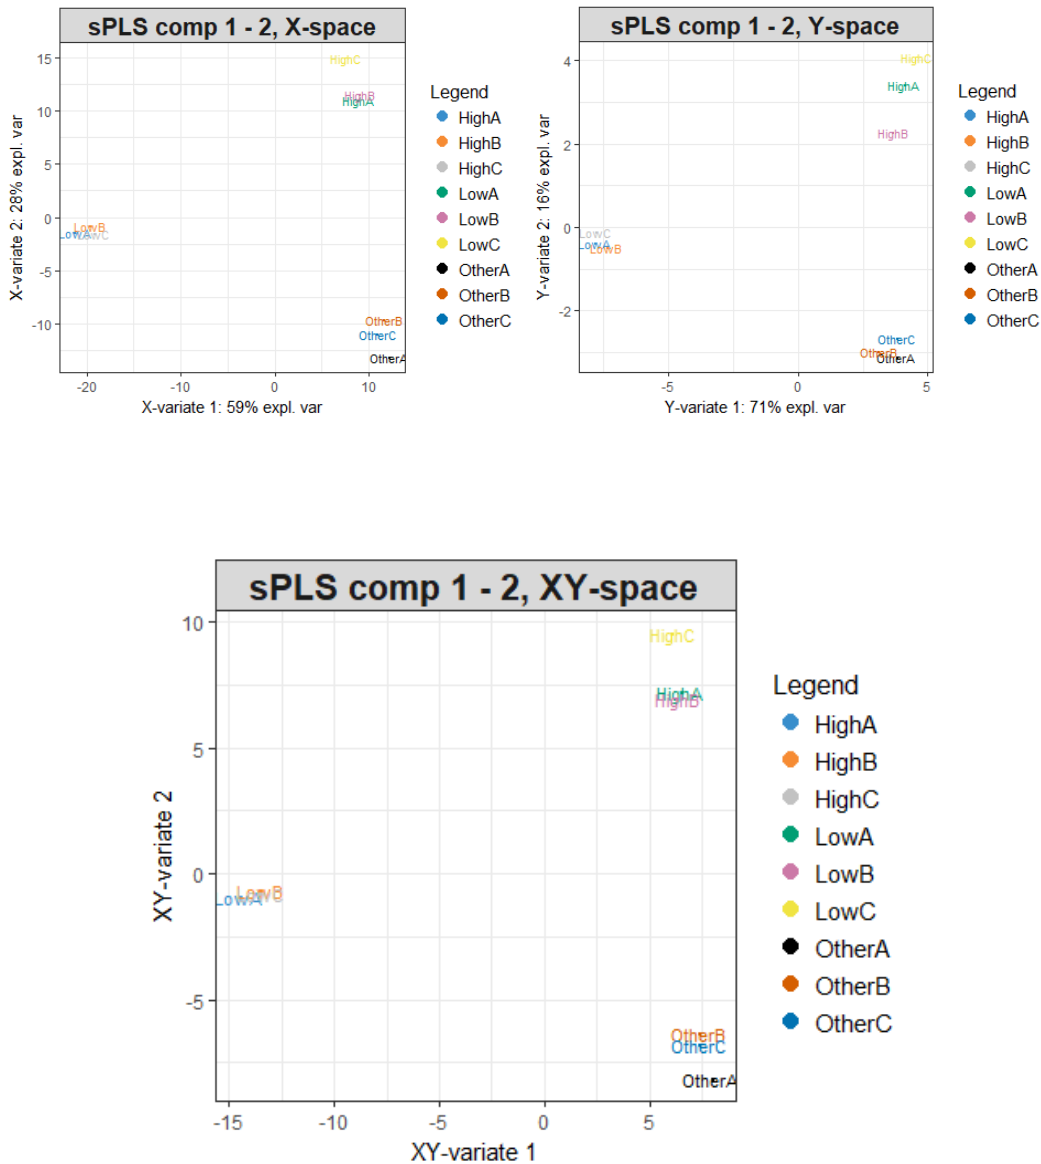 sPLS comp 1 - 2, X-space
15
10
5
0
-5
-10
HighC
HighB
HighA
LowB
LowA
LowC
OtherB
OtherC
OtherA
-20
-10
0
10
X-variate 1: 59% expl. var
X-variate 2: 28% expl. var
Legend
HighA
HighB
HighC
LowA
LowB
LowC
OtherA
OtherB
OtherC
sPLS comp 1 - 2, Y-space
4
2
0
-2
HighC
HighA
HighB
LowC
LowA
LowB
OtherC
OtherB
OtherA
-5
0
5
Y-variate 1: 71% expl. var
Y-variate 2: 16% expl. var
Legend
HighA
HighB
HighC
LowA
LowB
LowC
OtherA
OtherB
OtherC
sPLS comp 1 - 2, XY-space
10
5
0
-5
HighC
HighA
HighB
LowB
LowA
OtherB
OtherC
OtherA
-15
-10
-5
0
5
XY-variate 1
XY-variate 2
Legend
HighA
HighB
HighC
LowA
LowB
LowC
OtherA
OtherB
OtherC